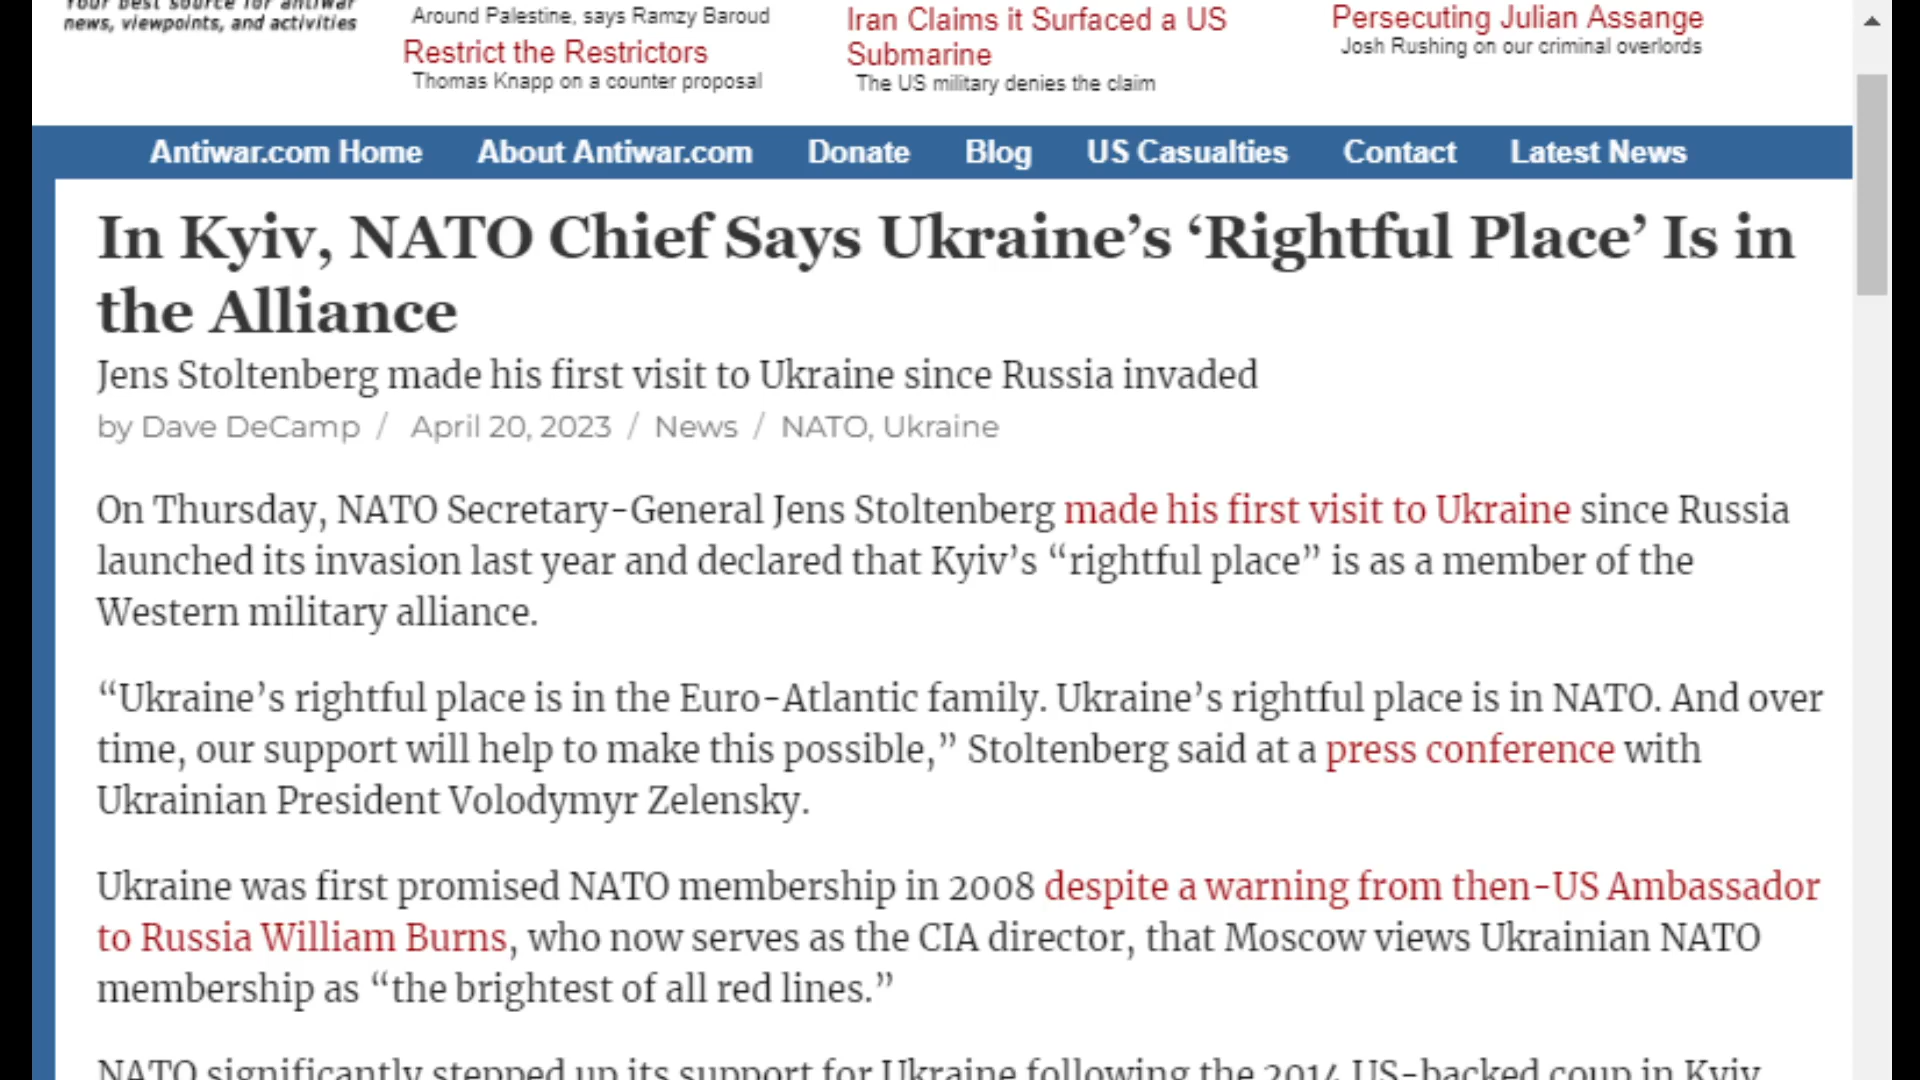 Your best source for antiwar
news, viewpoints, and activities
Around Palestine, says Ramzy Baroud
Restrict the Restrictors
Thomas Knapp on a counter proposal
Iran Claims it Surfaced a US
Submarine
The US military denies the claim
Persecuting Julian Assange
Josh Rushing on our criminal overlords
Antiwar.com Home About Antiwar.com Donate Blog US Casualties Contact Latest News
In Kyiv, NATO Chief Says Ukraine’s ‘Rightful Place’ Is in
the Alliance
Jens Stoltenberg made his first visit to Ukraine since Russia invaded
by Dave DeCamp / April 20, 2023 / News / NATO, Ukraine
On Thursday, NATO Secretary-General Jens Stoltenberg made his first visit to Ukraine since Russia
launched its invasion last year and declared that Kyiv’s “rightful place” is as a member of the
Western military alliance.
“Ukraine’s rightful place is in the Euro-Atlantic family. Ukraine’s rightful place is in NATO. And over
time, our support will help to make this possible,” Stoltenberg said at a press conference with
Ukrainian President Volodymyr Zelensky.
Ukraine was first promised NATO membership in 2008 despite a warning from then-US Ambassador
to Russia William Burns, who now serves as the CIA director, that Moscow views Ukrainian NATO
membership as “the brightest of all red lines.”
NATO significantly stepped up its support for Ukraine following the 2014 US-backed coup in Kyiv